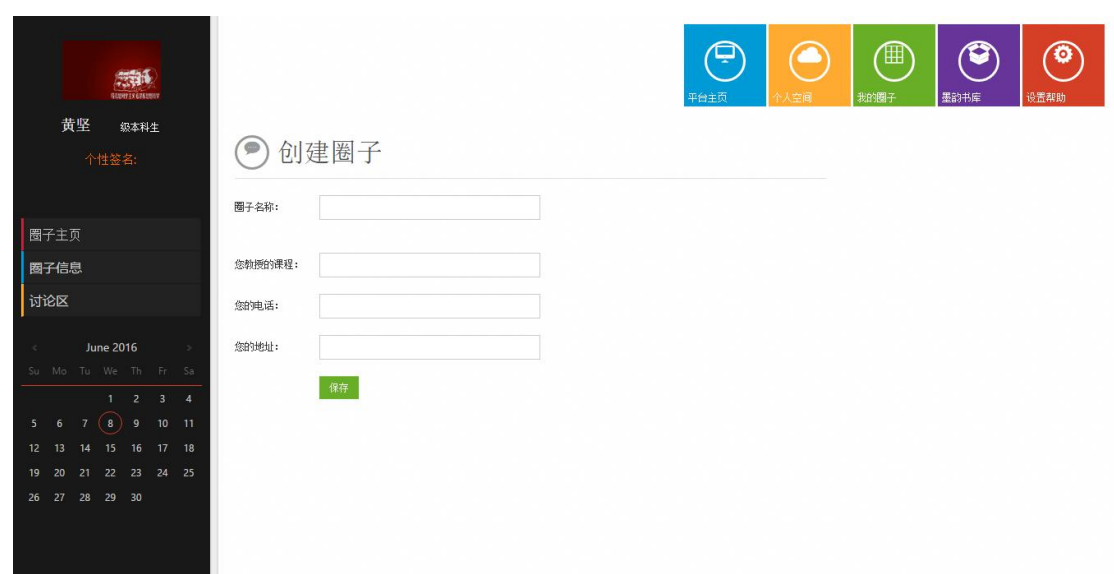 平台主页
个人空间
我的圈子
墨韵书库
设置帮助
黄坚 级本科生
个性签名:
圈子主页
圈子信息
讨论区
< June 2016 >
Su Mo Tu We Th Fr Sa
1 2 3 4
5 6 7 8 9 10 11
12 13 14 15 16 17 18
19 20 21 22 23 24 25
26 27 28 29 30
创建圈子
圈子名称:
您教授的课程:
您的电话:
您的地址:
保存